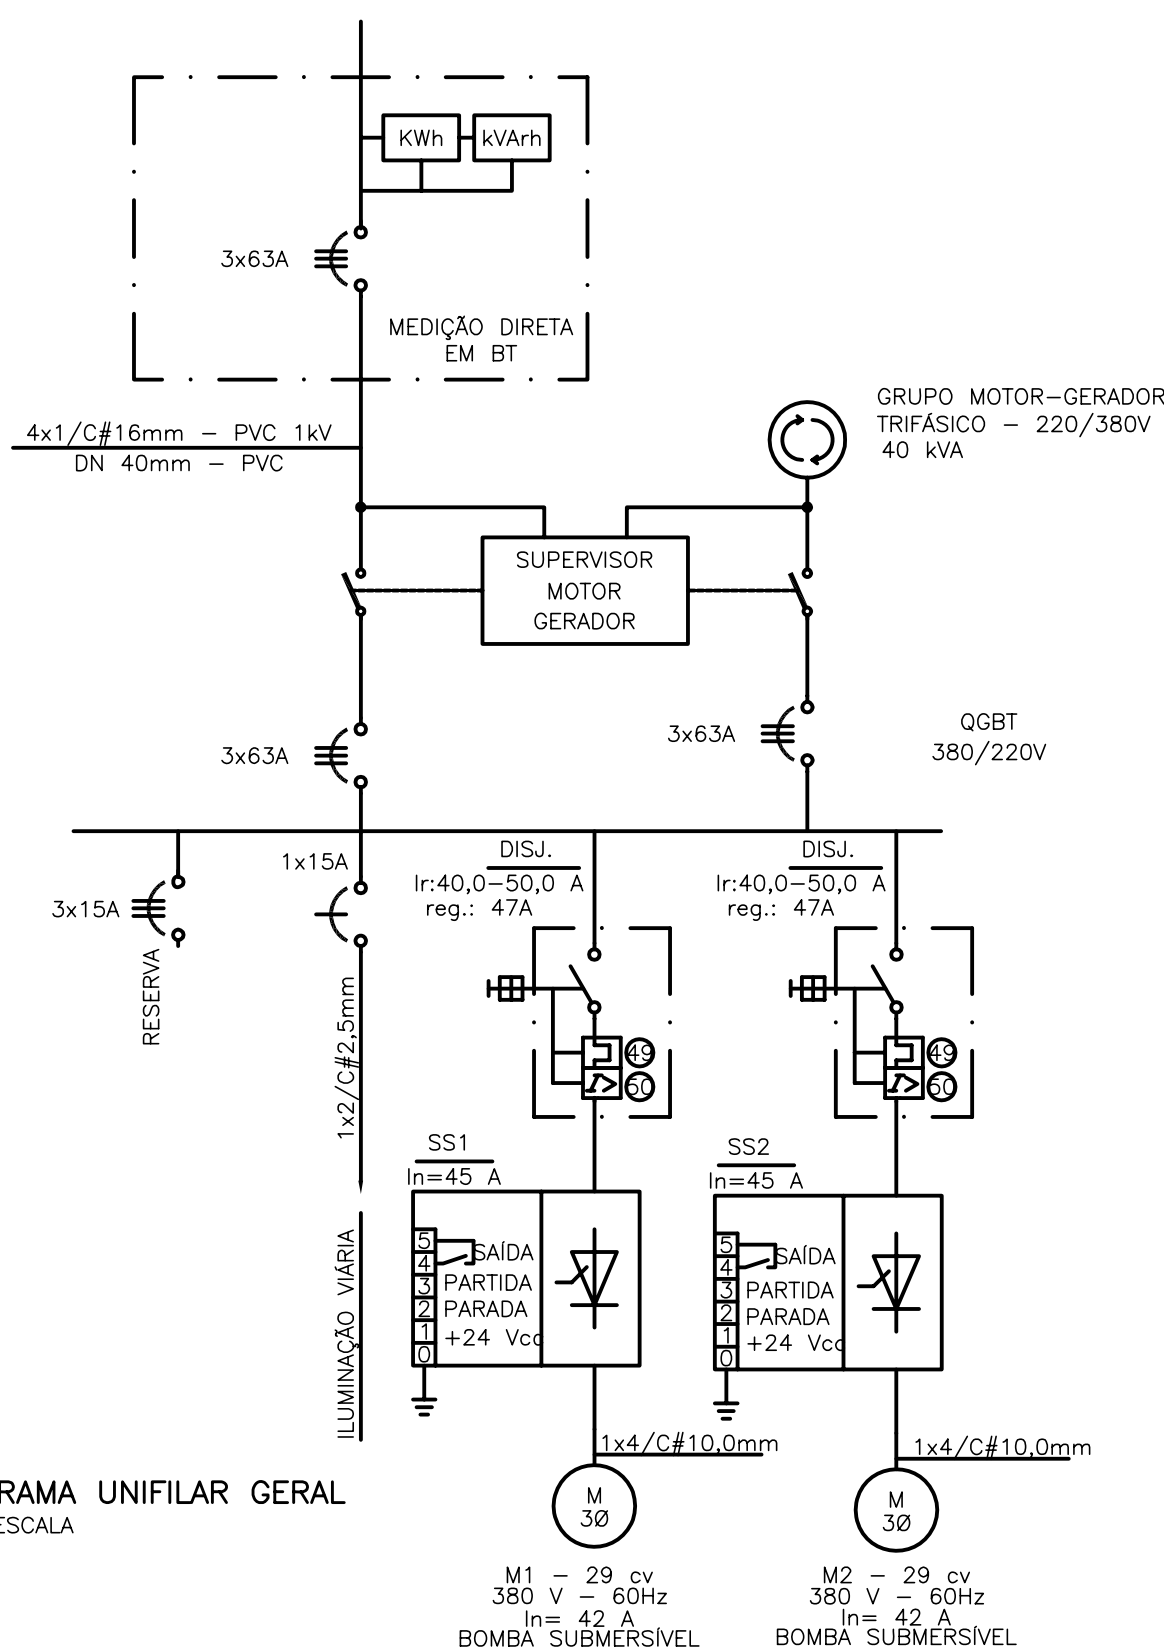 KWh
kVArh
3x63A
MEDIÇÃO DIRETA
EM BT
GRUPO MOTOR-GERADOR
TRIFÁSICO - 220/380V
40 kVA
4x1/C#16mm - PVC 1kV
DN 40mm - PVC
SUPERVISOR
MOTOR
GERADOR
3x63A
3x63A
QGBT
380/220V
3x15A
RESERVA
1x15A
1x2/C#2,5mm
ILUMINAÇÃO VIÁRIA
DISJ.
Ir:40,0-50,0 A
reg.: 47A
49
50
DISJ.
Ir:40,0-50,0 A
reg.: 47A
49
50
SS1
In=45 A
5
4
3
2
1
0
SAÍDA
PARTIDA
PARADA
+24 Vcc
SS2
In=45 A
5
4
3
2
1
0
SAÍDA
PARTIDA
PARADA
+24 Vcc
1x4/C#10,0mm
1x4/C#10,0mm
RAMA UNIFILAR GERAL
ESCALA
M
3Ø
M
3Ø
M1 - 29 cv
380 V - 60Hz
In= 42 A
BOMBA SUBMERSÍVEL
M2 - 29 cv
380 V - 60Hz
In= 42 A
BOMBA SUBMERSÍVEL